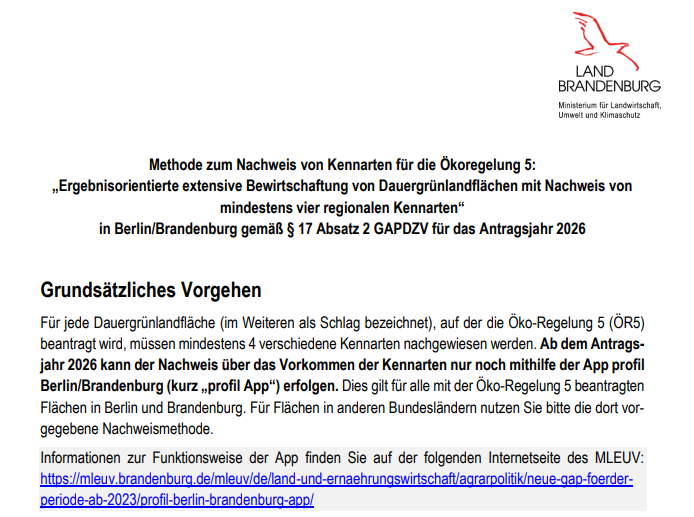 LAND
BRANDENBURG
Ministerium für Landwirtschaft,
Umwelt und Klimaschutz
Methode zum Nachweis von Kennarten für die Ökoregelung 5:
„Ergebnisorientierte extensive Bewirtschaftung von Dauergrünlandflächen mit Nachweis von
mindestens vier regionalen Kennarten“
in Berlin/Brandenburg gemäß § 17 Absatz 2 GAPDZV für das Antragsjahr 2026
Grundsätzliches Vorgehen
Für jede Dauergrünlandfläche (im Weiteren als Schlag bezeichnet), auf der die Öko-Regelung 5 (ÖR5)
beantragt wird, müssen mindestens 4 verschiedene Kennarten nachgewiesen werden. Ab dem Antrags-
jahr 2026 kann der Nachweis über das Vorkommen der Kennarten nur noch mithilfe der App profil
Berlin/Brandenburg (kurz „profil App“) erfolgen. Dies gilt für alle mit der Öko-Regelung 5 beantragten
Flächen in Berlin und Brandenburg. Für Flächen in anderen Bundesländern nutzen Sie bitte die dort vor-
gegebene Nachweismethode.
Informationen zur Funktionsweise der App finden Sie auf der folgenden Internetseite des MLEUV:
https://mleuv.brandenburg.de/mleuv/de/land-und-ernaehrungswirtschaft/agrarpolitik/neue-gap-foerder-
periode-ab-2023/profil-berlin-brandenburg-app/